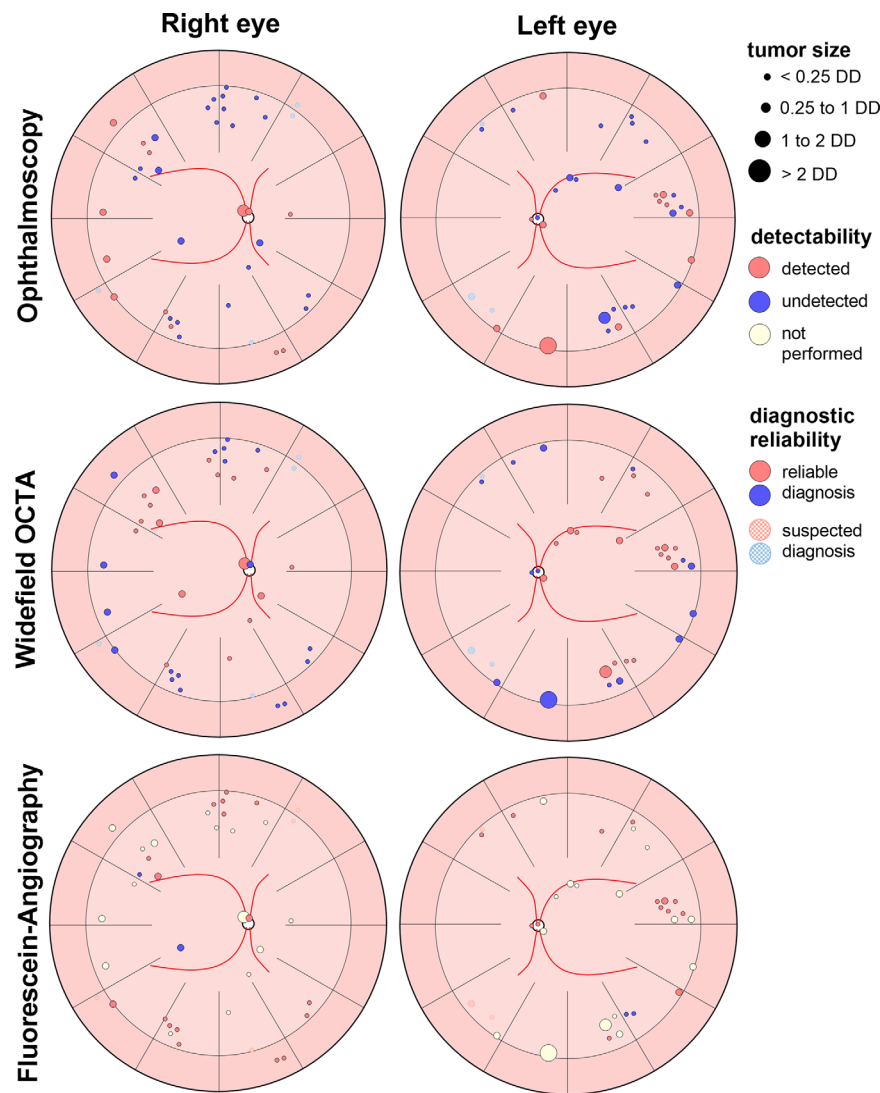 Right eye
Left eye
Ophthalmoscopy
Widefield OCTA
Fluorescein-Angiography
tumor size
< 0.25 DD
0.25 to 1 DD
1 to 2 DD
> 2 DD
detectability
detected
undetected
not
performed
diagnostic
reliability
reliable
diagnosis
suspected
diagnosis